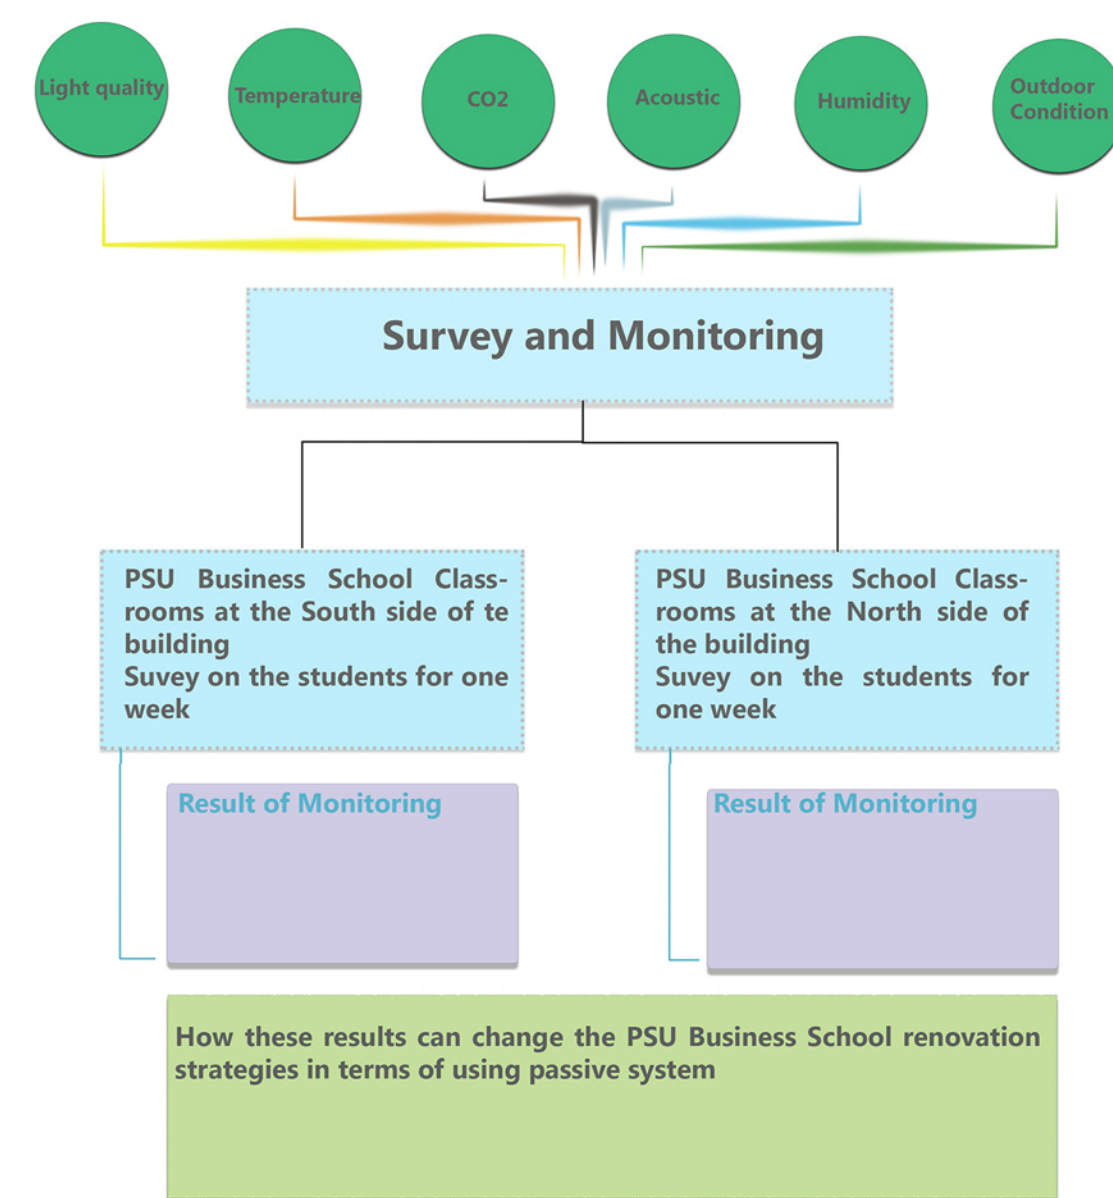 Light quality
Temperature
CO2
Acoustic
Humidity
Outdoor
Condition
Survey and Monitoring
PSU Business School Class-
rooms at the South side of te
building
Suvey on the students for one
week
PSU Business School Class-
rooms at the North side of
the building
Suvey on the students for
one week
Result of Monitoring
Result of Monitoring
How these results can change the PSU Business School renovation
strategies in terms of using passive system